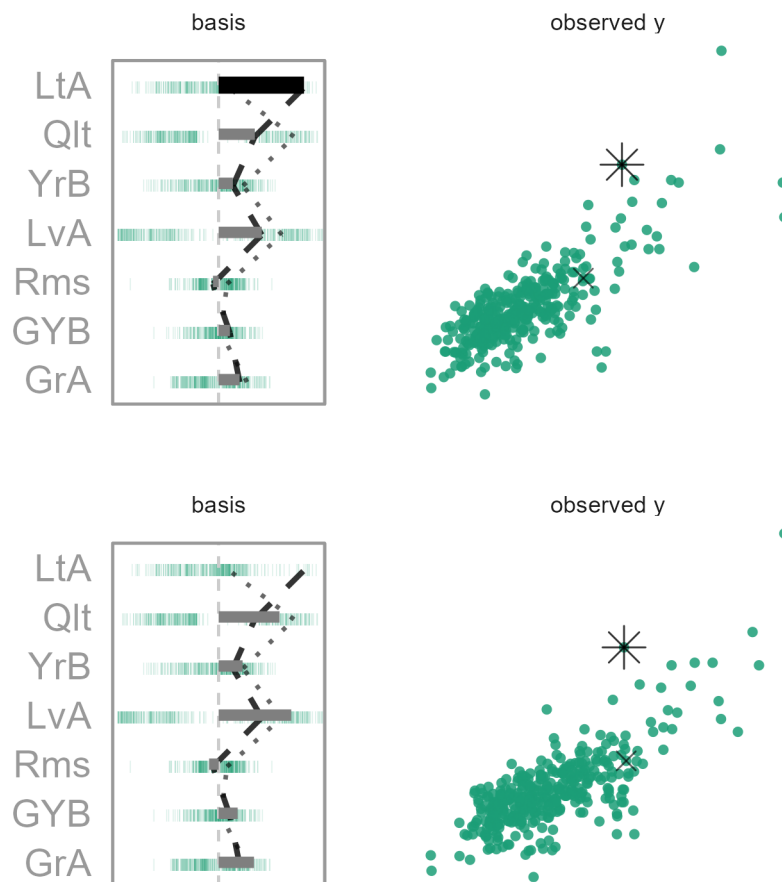 basis observed y
LtA
Qlt
YrB
LvA
Rms
GYB
GrA
basis observed y
LtA
Qlt
YrB
LvA
Rms
GYB
GrA